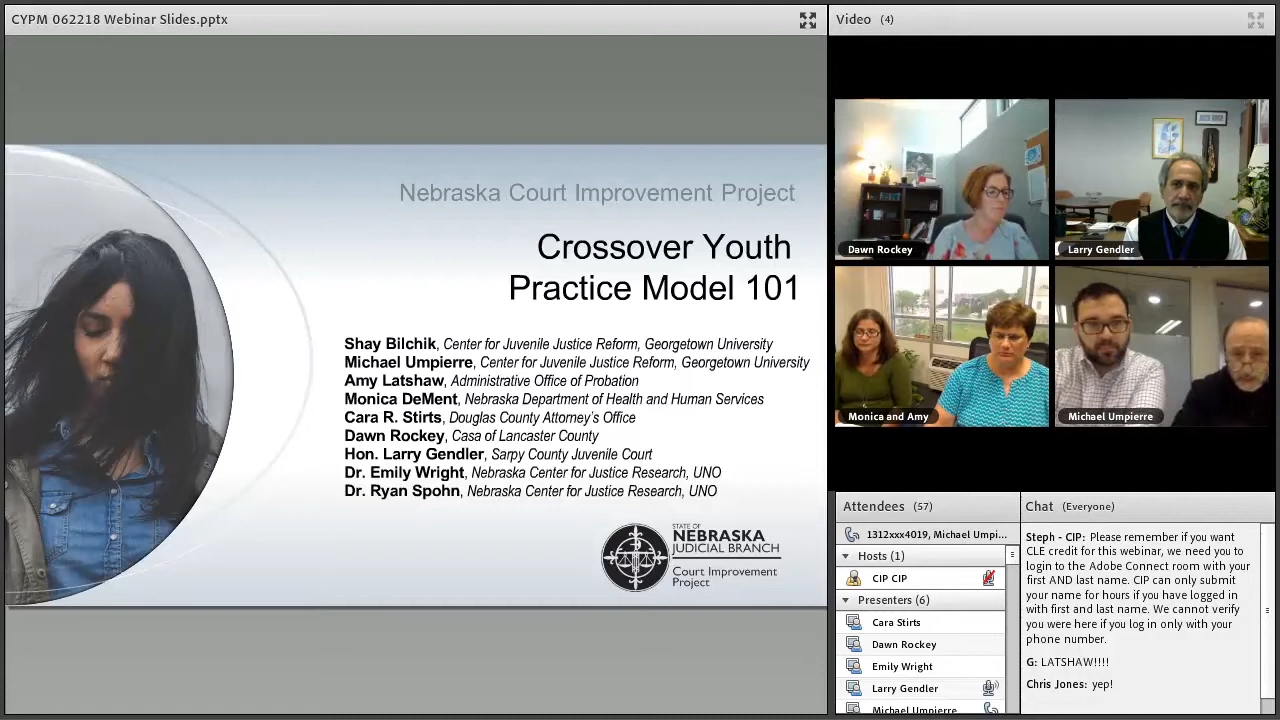 CYPM 062218 Webinar Slides.pptx
Nebraska Court Improvement Project
Crossover Youth
Practice Model 101
Shay Bilchik, Center for Juvenile Justice Reform, Georgetown University
Michael Umpierre, Center for Juvenile Justice Reform, Georgetown University
Amy Latshaw, Administrative Office of Probation
Monica DeMent, Nebraska Department of Health and Human Services
Cara R. Stirts, Douglas County Attorney's Office
Dawn Rockey, Casa of Lancaster County
Hon. Larry Gendler, Sarpy County Juvenile Court
Dr. Emily Wright, Nebraska Center for Justice Research, UNO
Dr. Ryan Spohn, Nebraska Center for Justice Research, UNO
STATE OF
NEBRASKA
JUDICIAL BRANCH
Court Improvement
Project
Video (4)
Dawn Rockey
Larry Gendler
Monica and Amy
Michael Umpierre
Attendees (57)
1312xxx4019, Michael Umpi...
Hosts (1)
CIP CIP
Presenters (6)
Cara Stirts
Dawn Rockey
Emily Wright
Larry Gendler
Michael Umpierre
Chat (Everyone)
Steph - CIP: Please remember if you want
CLE credit for this webinar, we need you to
login to the Adobe Connect room with your
first AND last name. CIP can only submit
your name for hours if you have logged in
with first and last name. We cannot verify
you were here if you log in only with your
phone number.
G: LATSHAW!!!!
Chris Jones: yep!